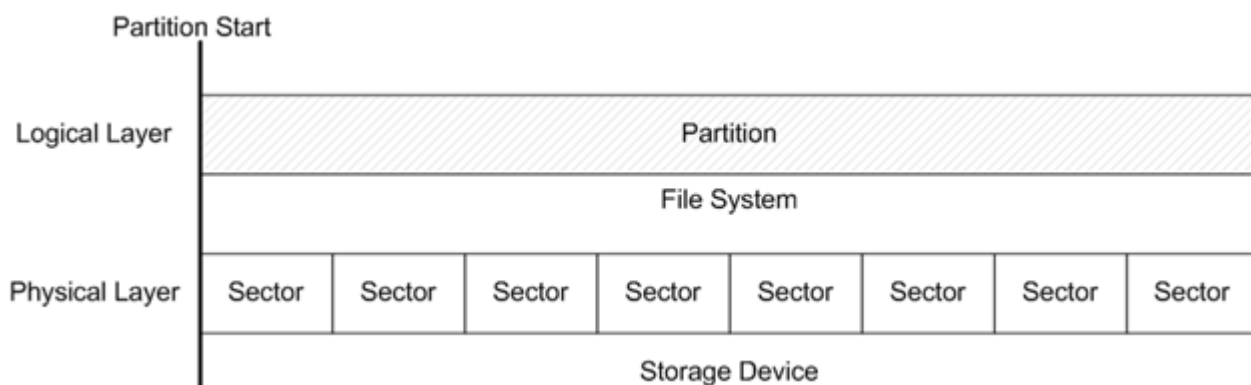 Partition Start
Logical Layer
Partition
File System
Physical Layer
Sector Sector Sector Sector Sector Sector Sector Sector
Storage Device